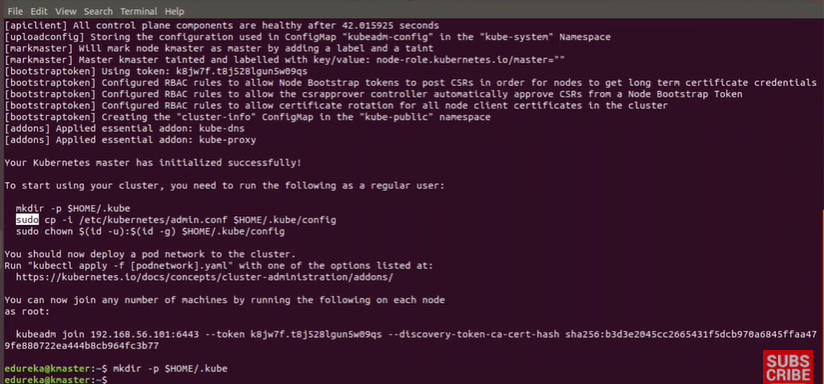 File Edit View Search Terminal Help
[apiclient] All control plane components are healthy after 42.015925 seconds
[uploadconfig] Storing the configuration used in ConfigMap "kubeadm-config" in the "kube-system" Namespace
[markmaster] Will mark node kmaster as master by adding a label and a taint
[markmaster] Master kmaster tainted and labelled with key/value: node-role.kubernetes.io/master=""
[bootstraptoken] Using token: k8jw7f.t8j528lgun5w09qs
[bootstraptoken] Configured RBAC rules to allow Node Bootstrap tokens to post CSRs in order for nodes to get long term certificate credentials
[bootstraptoken] Configured RBAC rules to allow the csrapprover controller automatically approve CSRs from a Node Bootstrap Token
[bootstraptoken] Configured RBAC rules to allow certificate rotation for all node client certificates in the cluster
[bootstraptoken] Creating the "cluster-info" ConfigMap in the "kube-public" namespace
[addons] Applied essential addon: kube-dns
[addons] Applied essential addon: kube-proxy
Your Kubernetes master has initialized successfully!
To start using your cluster, you need to run the following as a regular user:
mkdir -p $HOME/.kube
sudo cp -i /etc/kubernetes/admin.conf $HOME/.kube/config
sudo chown $(id -u):$(id -g) $HOME/.kube/config
You should now deploy a pod network to the cluster.
Run "kubectl apply -f [podnetwork].yaml" with one of the options listed at:
https://kubernetes.io/docs/concepts/cluster-administration/addons/
You can now join any number of machines by running the following on each node
as root:
kubeadm join 192.168.56.101:6443 --token k8jw7f.t8j528lgun5w09qs --discovery-token-ca-cert-hash sha256:b3d3e2045cc2665431f5dcb970a6845ffaa47
9fe880722ea444b8cb964fc3b77
edureka@kmaster:~$ mkdir -p $HOME/.kube
edureka@kmaster:~$
SUBS
CRIBE